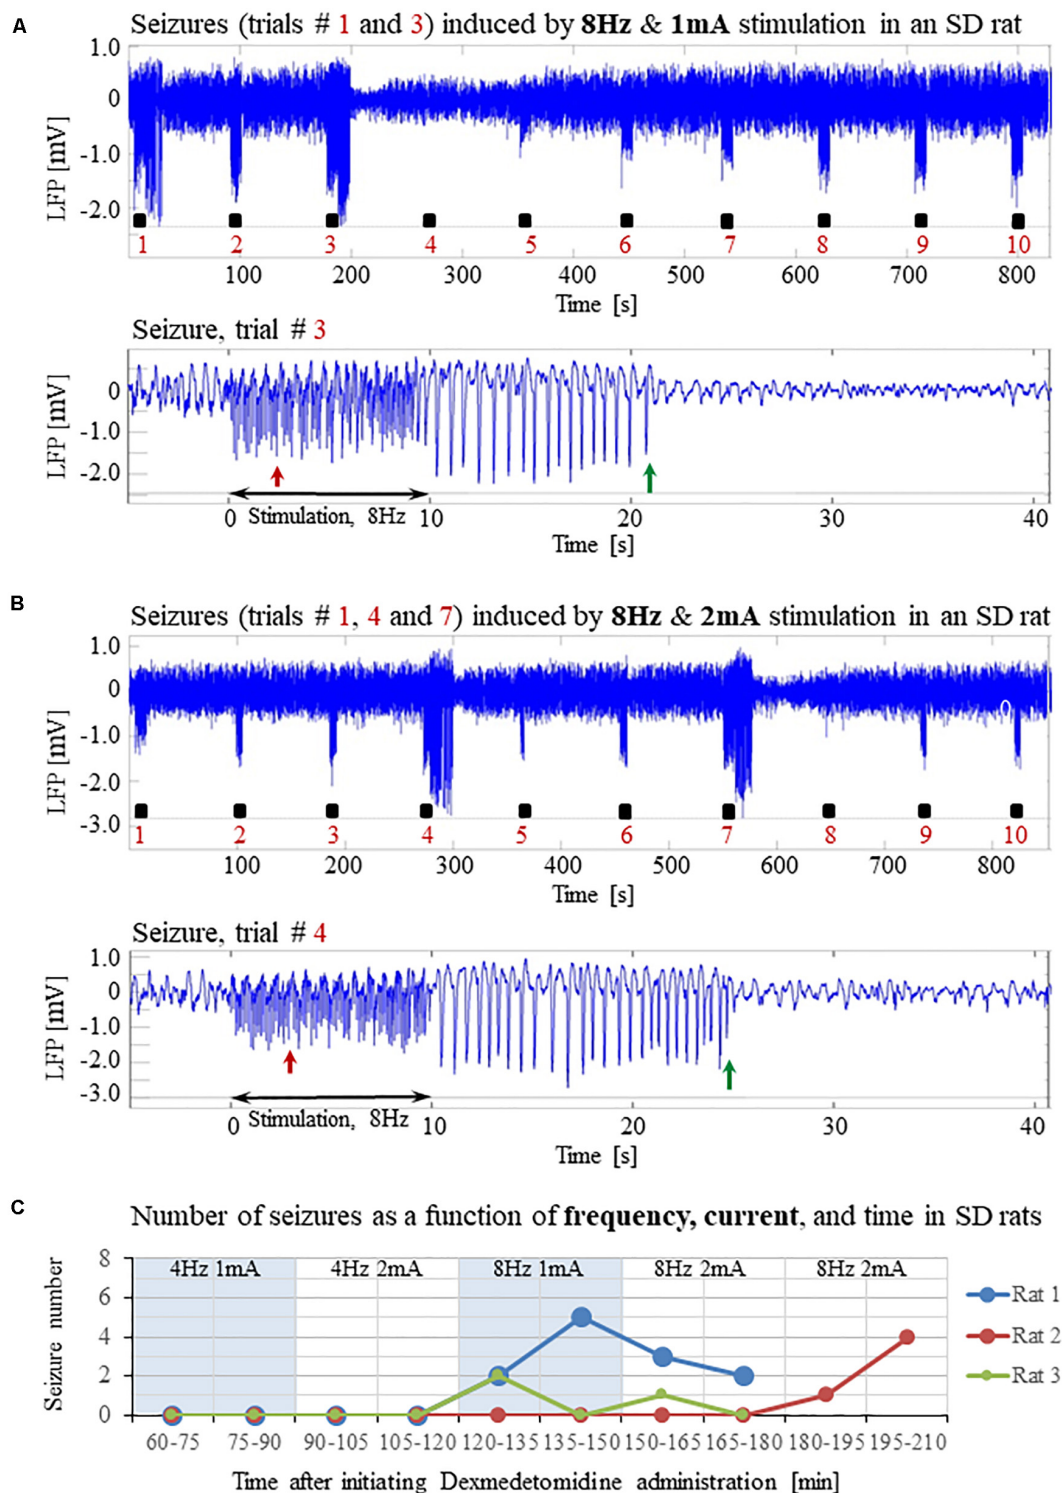 A
Seizures (trials # 1 and 3) induced by 8Hz & 1mA stimulation in an SD rat
1.0
0
-1.0
-2.0
LFP [mV]
1 2 3 4 5 6 7 8 9 10
100 200 300 400 500 600 700 800
Time [s]
Seizure, trial # 3
0
-1.0
-2.0
LFP [mV]
Stimulation, 8Hz
0 10 20 30 40
Time [s]
B
Seizures (trials # 1, 4 and 7) induced by 8Hz & 2mA stimulation in an SD rat
1.0
0
-1.0
-2.0
-3.0
LFP [mV]
0
1 2 3 4 5 6 7 8 9 10
100 200 300 400 500 600 700 800
Time [s]
Seizure, trial # 4
1.0
0
-1.0
-2.0
-3.0
LFP [mV]
Stimulation, 8Hz
0 10 20 30 40
Time [s]
C
Number of seizures as a function of frequency, current, and time in SD rats
8
6
4
2
0
Seizure number
4Hz 1mA 4Hz 2mA 8Hz 1mA 8Hz 2mA 8Hz 2mA
Rat 1
Rat 2
Rat 3
60-75 75-90 90-105 105-120 120-135 135-150 150-165 165-180 180-195 195-210
Time after initiating Dexmedetomidine administration [min]